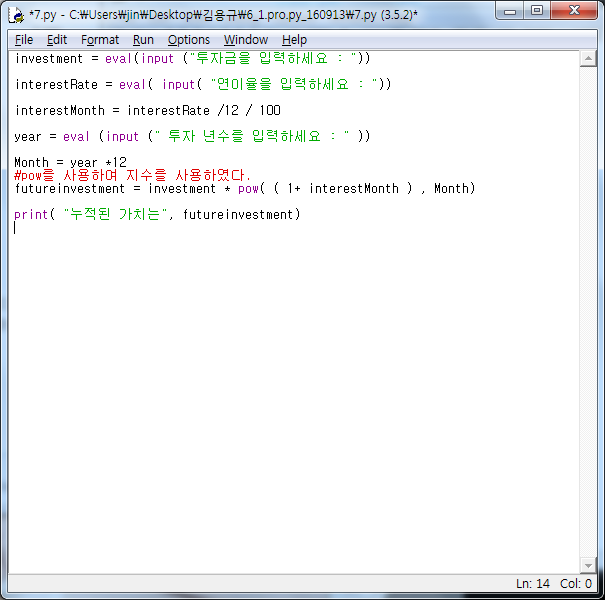 *7.py - C:₩Users₩jin₩Desktop₩김용규₩6_1.pro.py_160913₩7.py (3.5.2)*
File Edit Format Run Options Window Help
investment = eval(input ("투자금을 입력하세요 : "))
interestRate = eval( input( "연이율을 입력하세요 : "))
interestMonth = interestRate /12 / 100
year = eval (input (" 투자 년수를 입력하세요 : " ))
Month = year *12
#pow를 사용하며 지수를 사용하였다.
futureinvestment = investment * pow( ( 1+ interestMonth ) , Month)
print( "누적된 가치는", futureinvestment)
Ln: 14 Col: 0